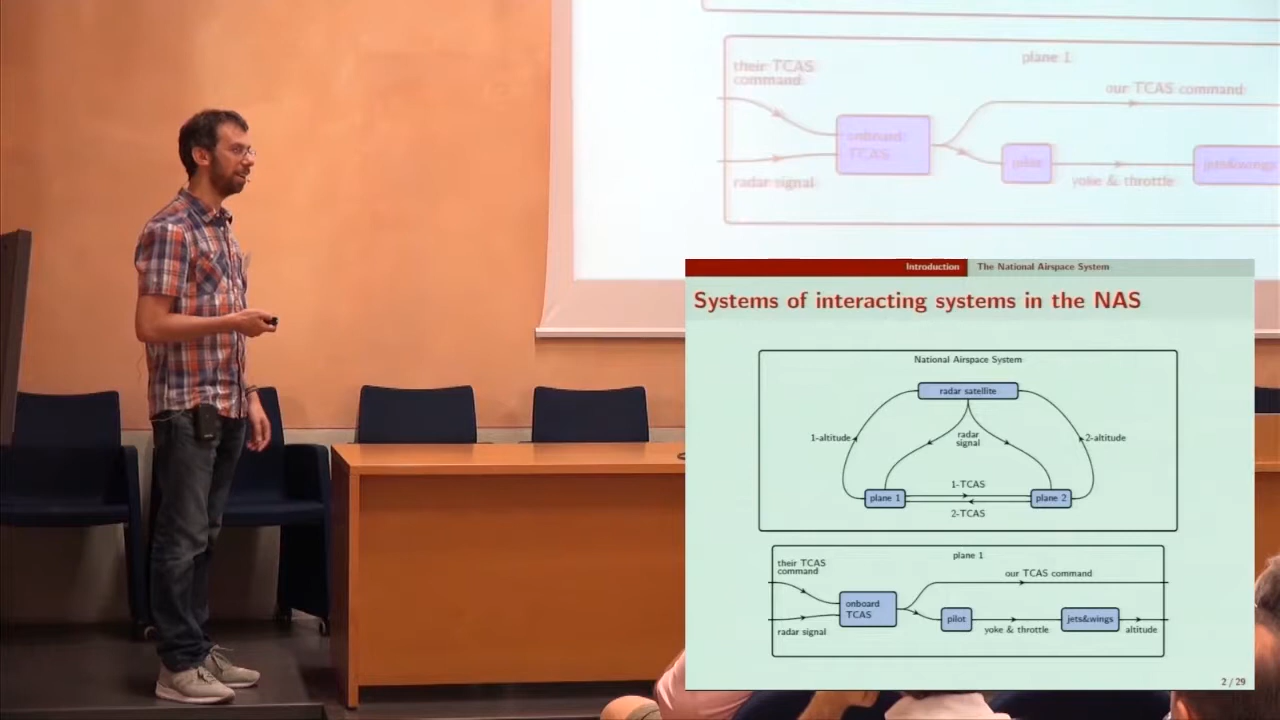 plane 1
their TCAS
command
our TCAS command
onboard
TCAS
pilot
jets&wings
radar signal
yoke & throttle
Introduction
The National Airspace System
Systems of interacting systems in the NAS
National Airspace System
radar satellite
1-altitude
radar
signal
2-altitude
plane 1
1-TCAS
plane 2
2-TCAS
plane 1
their TCAS
command
our TCAS command
onboard
TCAS
pilot
jets&wings
radar signal
yoke & throttle
altitude
2 / 29